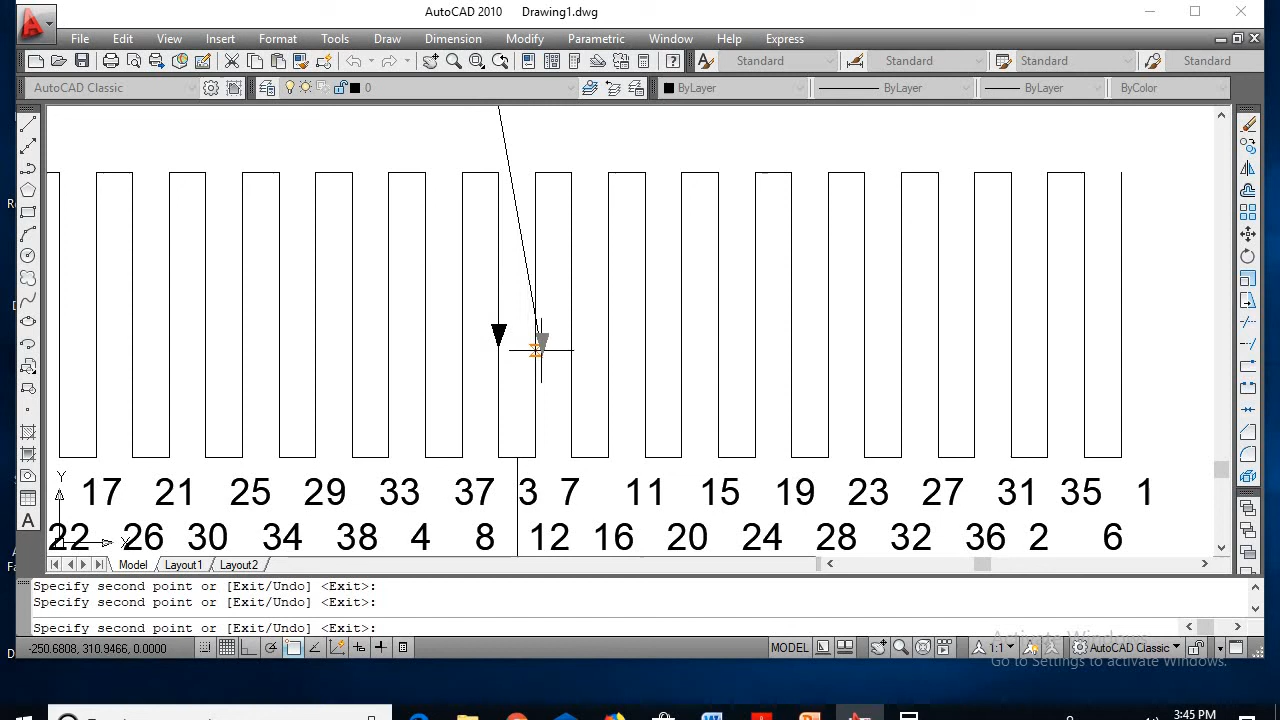 AutoCAD 2010 Drawing1.dwg
File Edit View Insert Format Tools Draw Dimension Modify Parametric Window Help Express
Standard Standard Standard Standard
AutoCAD Classic 0 ByLayer ByLayer ByLayer ByColor
17 21 25 29 33 37 3 7 11 15 19 23 27 31 35 1
22 26 30 34 38 4 8 12 16 20 24 28 32 36 2 6
Y
X
Model Layout1 Layout2
Specify second point or [Exit/Undo] <Exit>:
Specify second point or [Exit/Undo] <Exit>:
Specify second point or [Exit/Undo] <Exit>:
Activate Windows
-250.6808, 310.9466, 0.0000 MODEL 1:1 AutoCAD Classic
Go to Settings to activate Windows.
3:45 PM